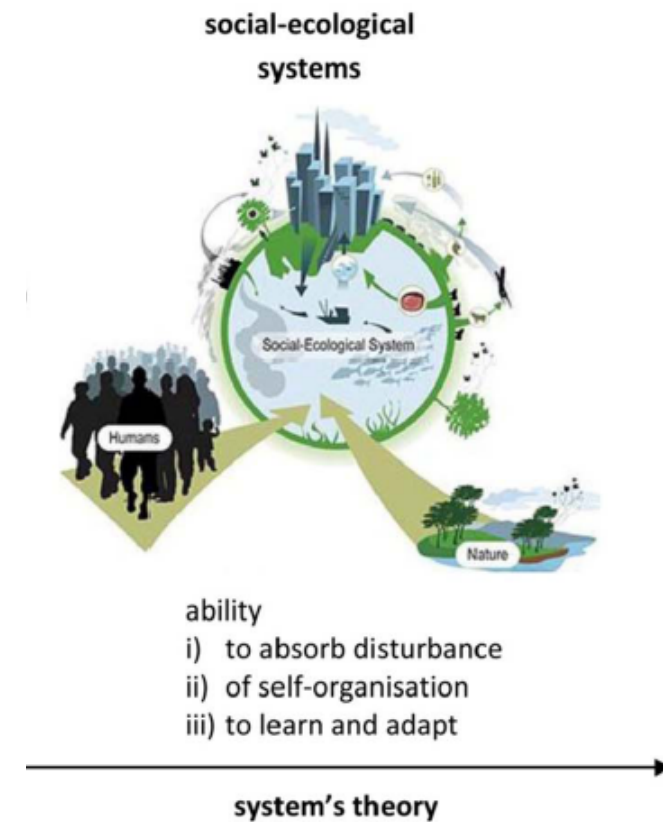 social-ecological
systems
Social-Ecological System
Humans
Nature
ability
i) to absorb disturbance
ii) of self-organisation
iii) to learn and adapt
system's theory